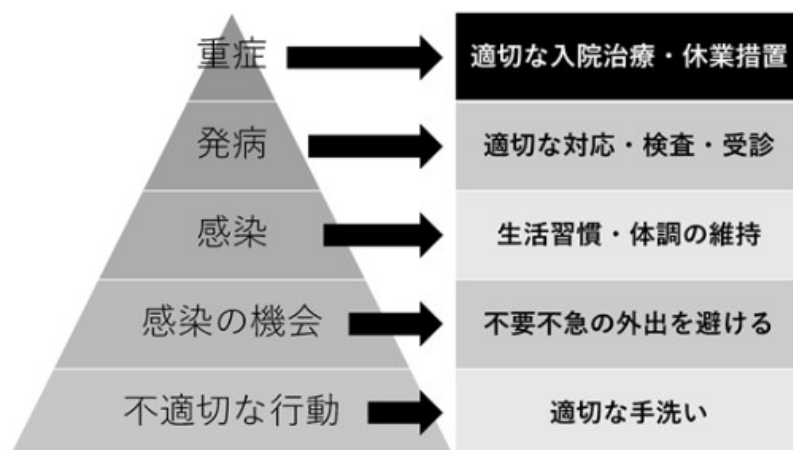 重症
適切な入院治療・休業措置
発病
適切な対応・検査・受診
感染
生活習慣・体調の維持
感染の機会
不要不急の外出を避ける
不適切な行動
適切な手洗い